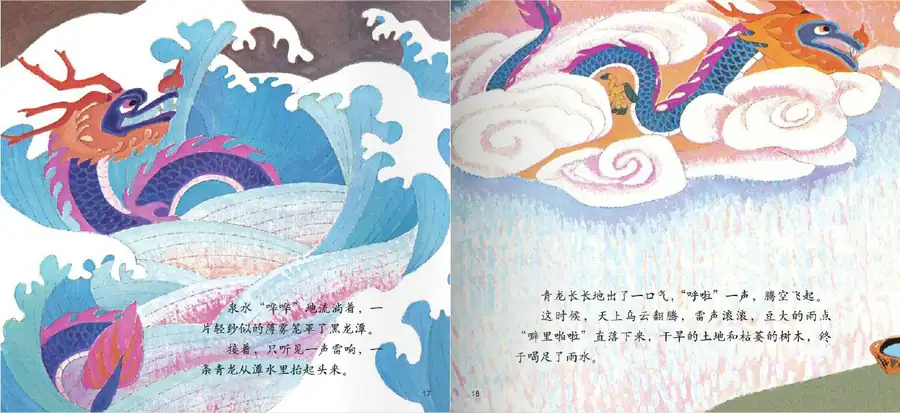 泉水“哗哗”地流淌着，一
片轻纱似的薄雾笼罩了黑龙潭。
接着，只听见一声雷响，一
条青龙从潭水里抬起头来。
17
青龙长长地出了一口气，“呼啦”一声，腾空飞起。
这时候，天上乌云翻腾，雷声滚滚，豆大的雨点
“噼里啪啦”直落下来，干旱的土地和枯萎的树木，终
于喝足了雨水。
18